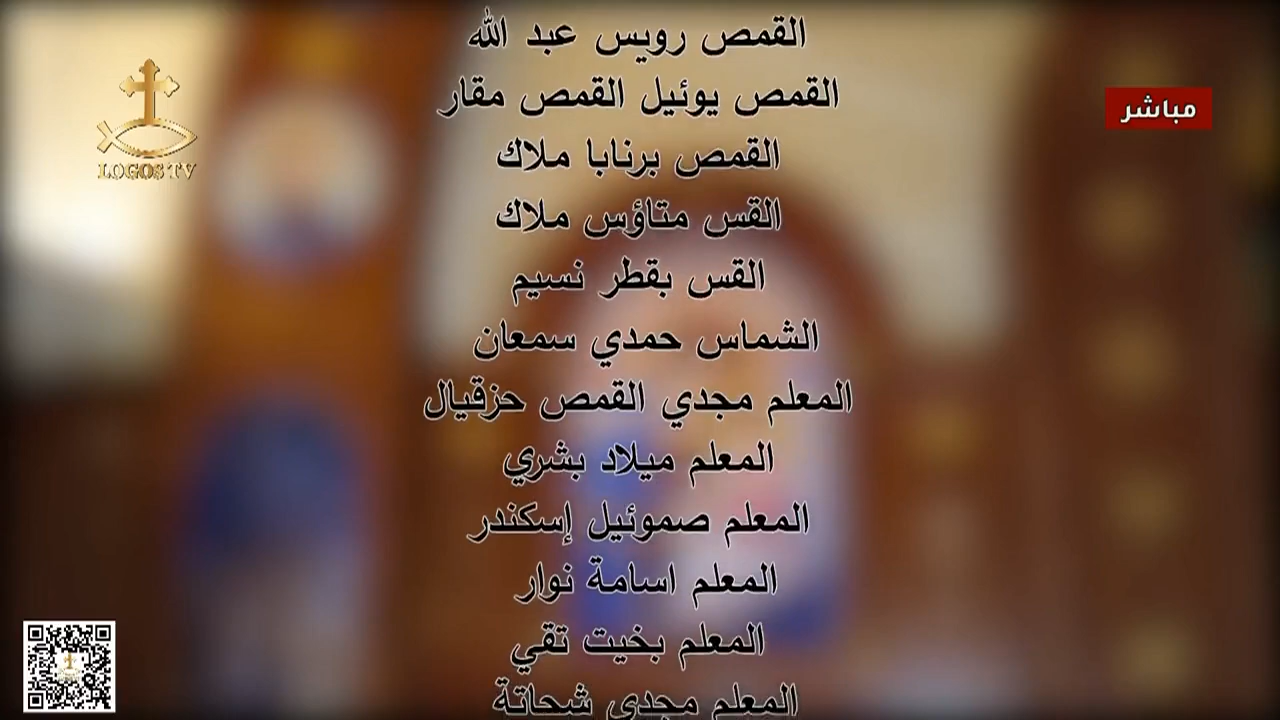 القمص رويس عبد الله
القمص يوئيل القمص مقار
القمص برنابا ملاك
القس متاؤس ملاك
القس بقطر نسيم
الشماس حمدي سمعان
المعلم مجدي القمص حزقيال
المعلم ميلاد بشري
المعلم صموئيل إسكندر
المعلم اسامة نوار
المعلم بخيت تقي
المعلم مجدي شحاتة
مباشر
LOGOS TV